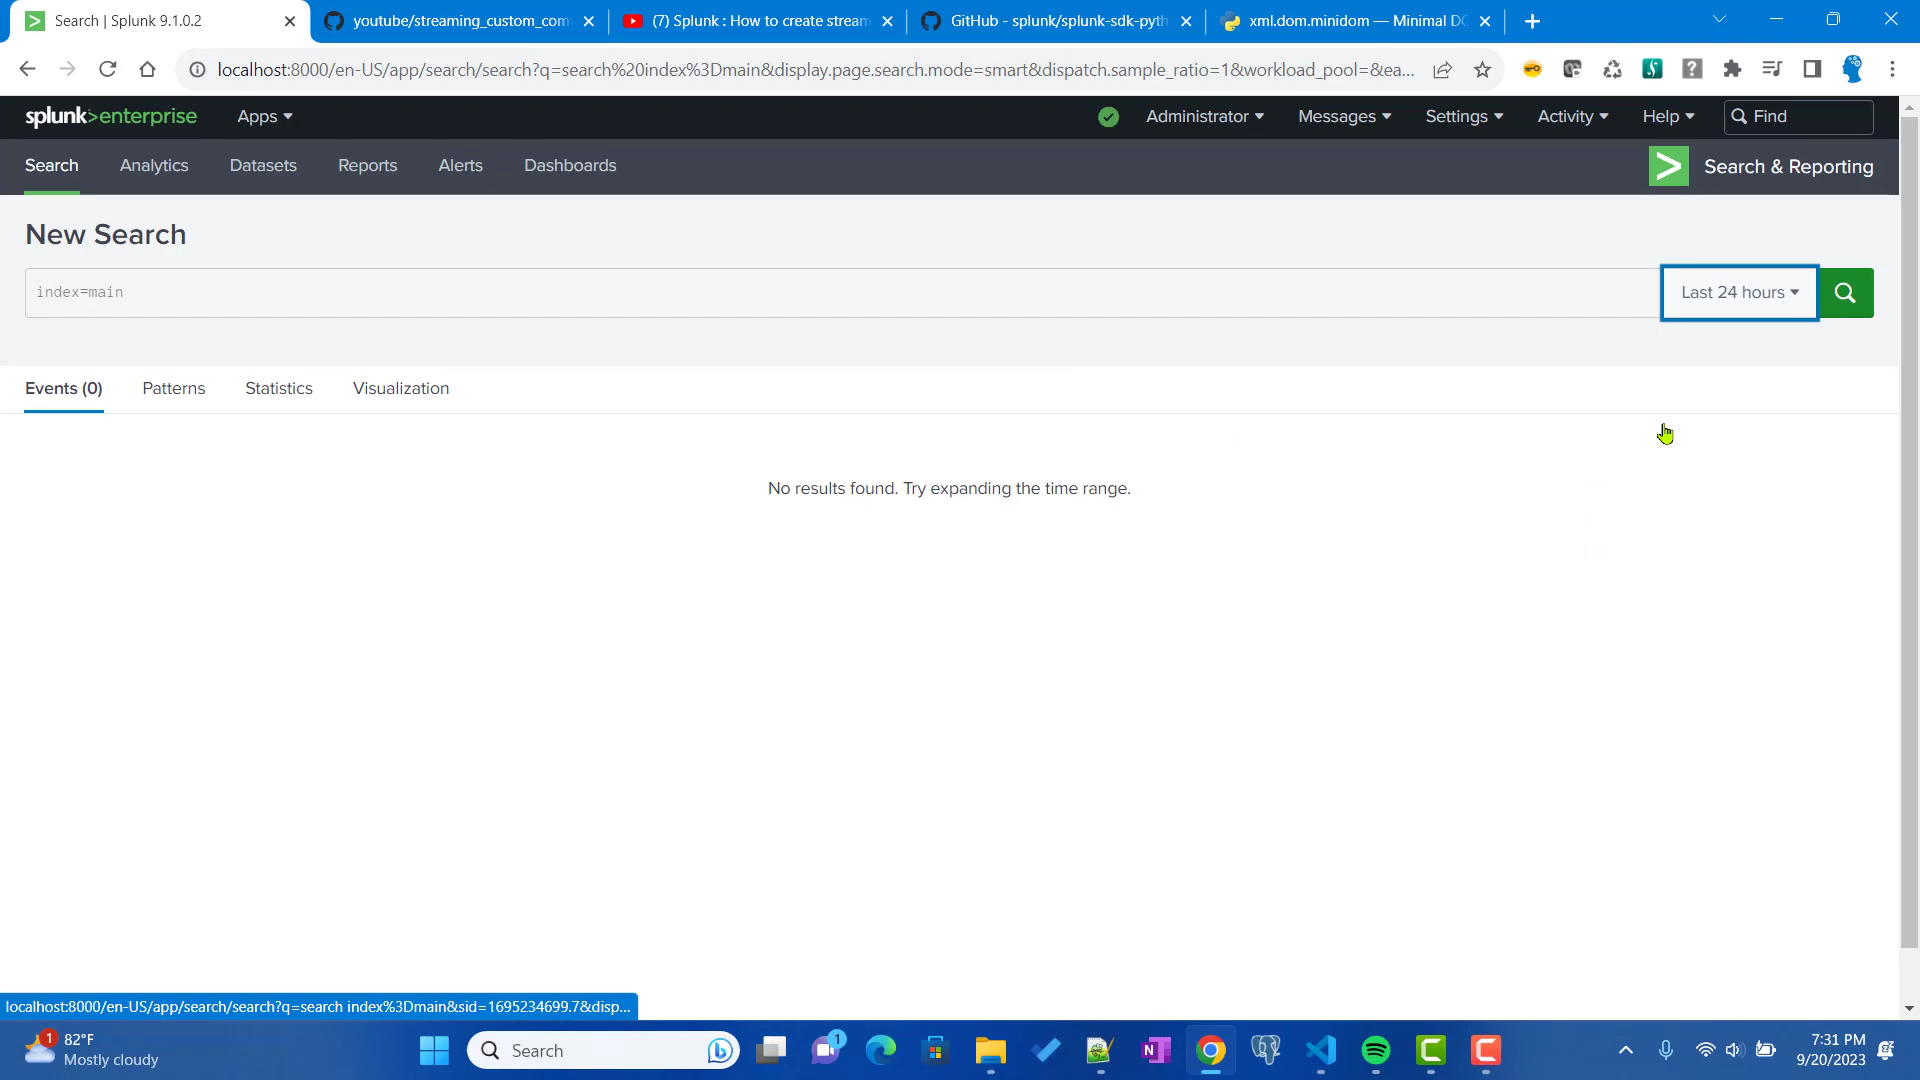 Search | Splunk 9.1.0.2
youtube/streaming_custom_com
(7) Splunk : How to create stream
GitHub - splunk/splunk-sdk-pyth
xml.dom.minidom — Minimal DO
localhost:8000/en-US/app/search/search?q=search%20index%3Dmain&display.page.search.mode=smart&dispatch.sample_ratio=1&workload_pool=&ea...
splunk>enterprise
Apps
Administrator
Messages
Settings
Activity
Help
Find
Search
Analytics
Datasets
Reports
Alerts
Dashboards
Search & Reporting
New Search
index=main
Last 24 hours
Events (0)
Patterns
Statistics
Visualization
No results found. Try expanding the time range.
localhost:8000/en-US/app/search/search?q=search index%3Dmain&sid=1695234699.7&disp...
1
82°F
Mostly cloudy
Search
1
7:31 PM
9/20/2023